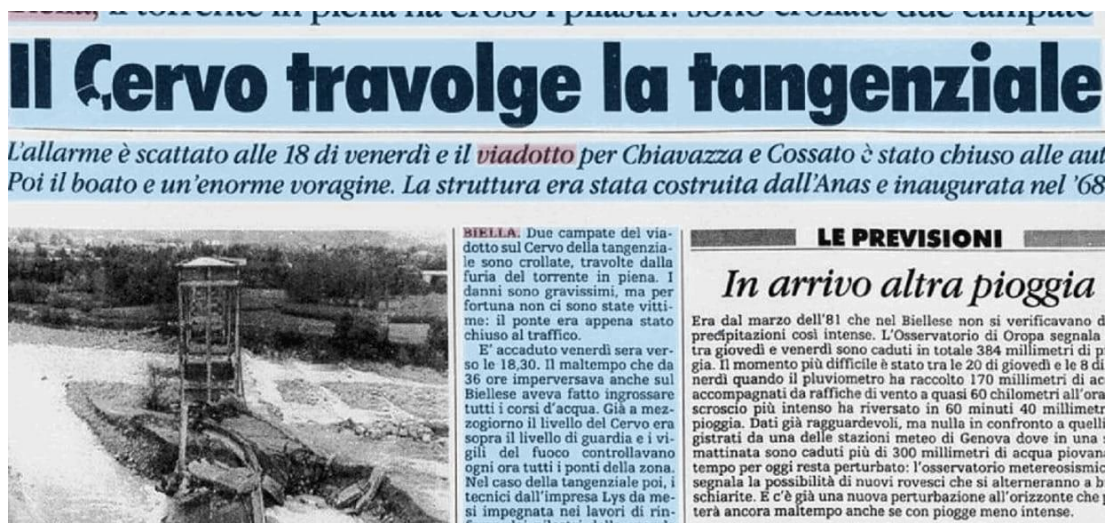 il torrente in piena ha eroso i pilastri: sono crollate due campate
Il Cervo travolge la tangenziale
L'allarme è scattato alle 18 di venerdì e il viadotto per Chiavazza e Cossato è stato chiuso alle aut
Poi il boato e un'enorme voragine. La struttura era stata costruita dall'Anas e inaugurata nel '68
BIELLA. Due campate del via-
dotto sul Cervo della tangenzia-
le sono crollate, travolte dalla
furia del torrente in piena. I
danni sono gravissimi, ma per
fortuna non ci sono state vitti-
me: il ponte era appena stato
chiuso al traffico.
E' accaduto venerdì sera ver-
so le 18,30. Il maltempo che da
36 ore imperversava anche sul
Biellese aveva fatto ingrossare
tutti i corsi d'acqua. Già a mez-
zogiorno il livello del Cervo era
sopra il livello di guardia e i vi-
gili del fuoco controllavano
ogni ora tutti i ponti della zona.
Nel caso della tangenziale poi, i
tecnici dall'impresa Lys da me-
si impegnata nei lavori di rin-
LE PREVISIONI
In arrivo altra pioggia
Era dal marzo dell'81 che nel Biellese non si verificavano d
precipitazioni così intense. L'Osservatorio di Oropa segnala
tra giovedì e venerdì sono caduti in totale 384 millimetri di p
gia. Il momento più difficile è stato tra le 20 di giovedì e le 8 di
nerdì quando il pluviometro ha raccolto 170 millimetri di ac
accompagnati da raffiche di vento a quasi 60 chilometri all'ora
scroscio più intenso ha riversato in 60 minuti 40 millimetr
pioggia. Dati già ragguardevoli, ma nulla in confronto a quelli
gistrati da una delle stazioni meteo di Genova dove in una s
mattinata sono caduti più di 300 millimetri di acqua piovan
tempo per oggi resta perturbato: l'osservatorio metereosismic
segnala la possibilità di nuovi rovesci che si alterneranno a b
schiarite. E c'è già una nuova perturbazione all'orizzonte che p
terà ancora maltempo anche se con piogge meno intense.